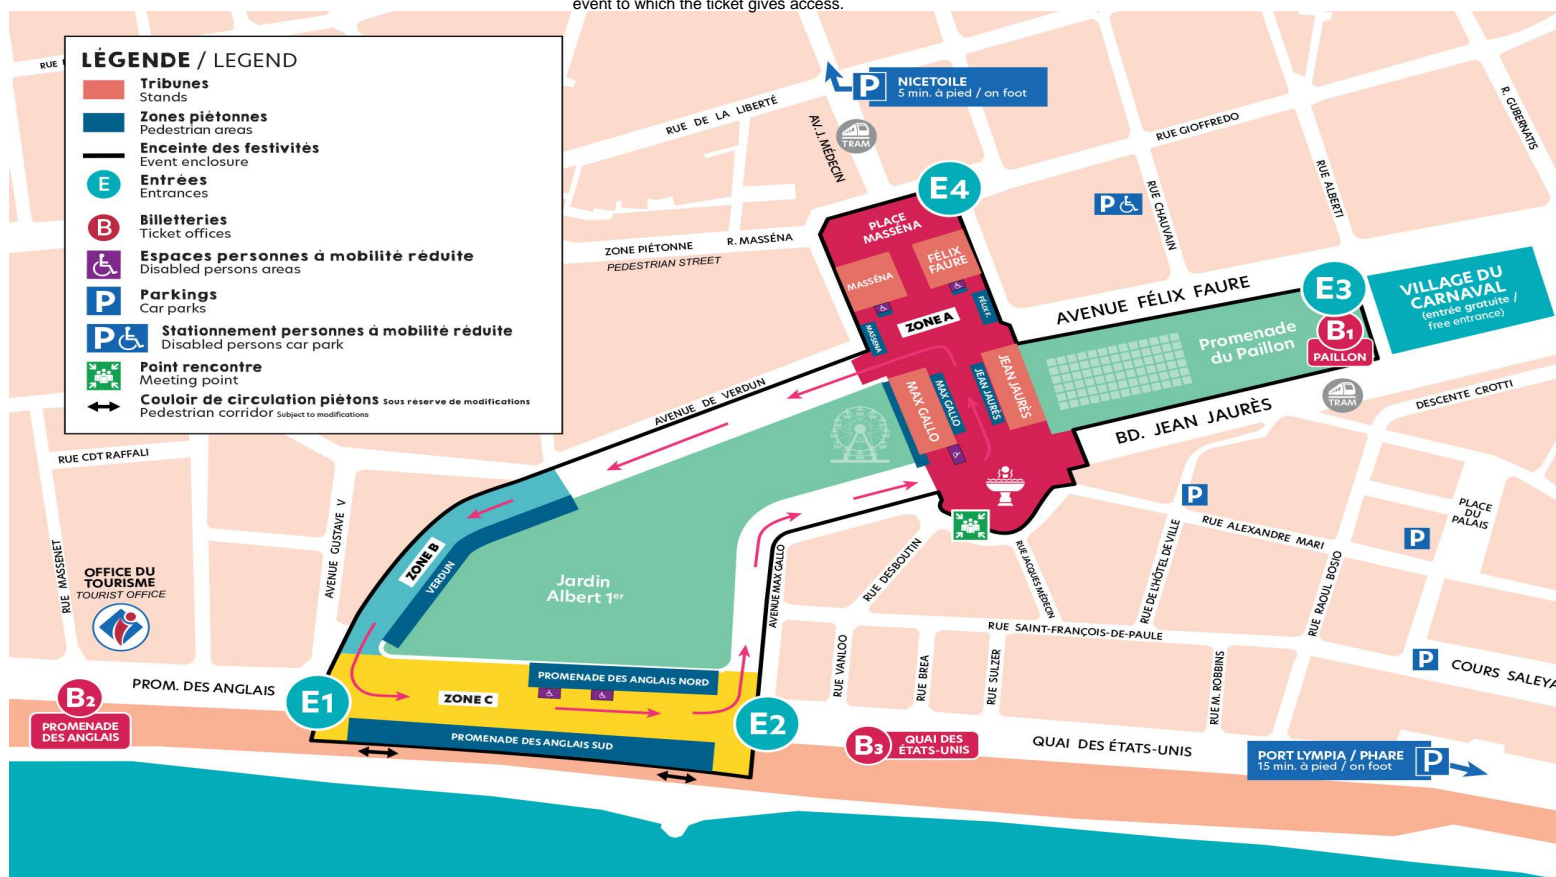 event to which the ticket gives access.
LÉGENDE / LEGEND
Tribunes
Stands
Zones piétonnes
Pedestrian areas
Enceinte des festivités
Event enclosure
E
Entrées
Entrances
B
Billetteries
Ticket offices
Espaces personnes à mobilité réduite
Disabled persons areas
P
Parkings
Car parks
P
Stationnement personnes à mobilité réduite
Disabled persons car park
Point rencontre
Meeting point
Couloir de circulation piétons Sous réserve de modifications
Pedestrian corridor Subject to modifications
RUE
P
NICETOILE
5 min. à pied / on foot
RUE DE LA LIBERTÉ
AV. J. MÉDECIN
TRAM
RUE GIOFFREDO
R. GUBERNATIS
RUE CHAUVAIN
RUE ALBERTI
P
E4
PLACE
MASSÉNA
ZONE PIÉTONNE
R. MASSÉNA
PEDESTRIAN STREET
MASSÉNA
FÉLIX
FAURE
FÉLIX F.
MASSENA
ZONE A
AVENUE FÉLIX FAURE
E3
B1
PAILLON
VILLAGE DU
CARNAVAL
(entrée gratuite /
free entrance)
Promenade
du Paillon
TRAM
DESCENTE CROTTI
BD. JEAN JAURÈS
JEAN JAURÈS
JEAN JAURÈS
MAX GALLO
MAX GALLO
AVENUE DE VERDUN
RUE CDT RAFFALI
AVENUE GUSTAVE V
RUE MASSENET
OFFICE DU
TOURISME
TOURIST OFFICE
ZONE B
VERDUN
Jardin
Albert 1er
AVENUE MAX GALLO
RUE DESBOUTIN
RUE JACQUES MÉDECIN
P
RUE DE L'HÔTEL DE VILLE
RUE ALEXANDRE MARI
PLACE
DU
PALAIS
P
RUE RAOUL BOSIO
RUE SAINT-FRANÇOIS-DE-PAULE
RUE VANLOO
RUE BREA
RUE SULZER
RUE M. ROBBINS
P
COURS SALEYA
PROM. DES ANGLAIS
B2
PROMENADE
DES ANGLAIS
E1
ZONE C
PROMENADE DES ANGLAIS NORD
PROMENADE DES ANGLAIS SUD
E2
B3
QUAI DES
ÉTATS-UNIS
QUAI DES ÉTATS-UNIS
PORT LYMPIA / PHARE
15 min. à pied / on foot
P